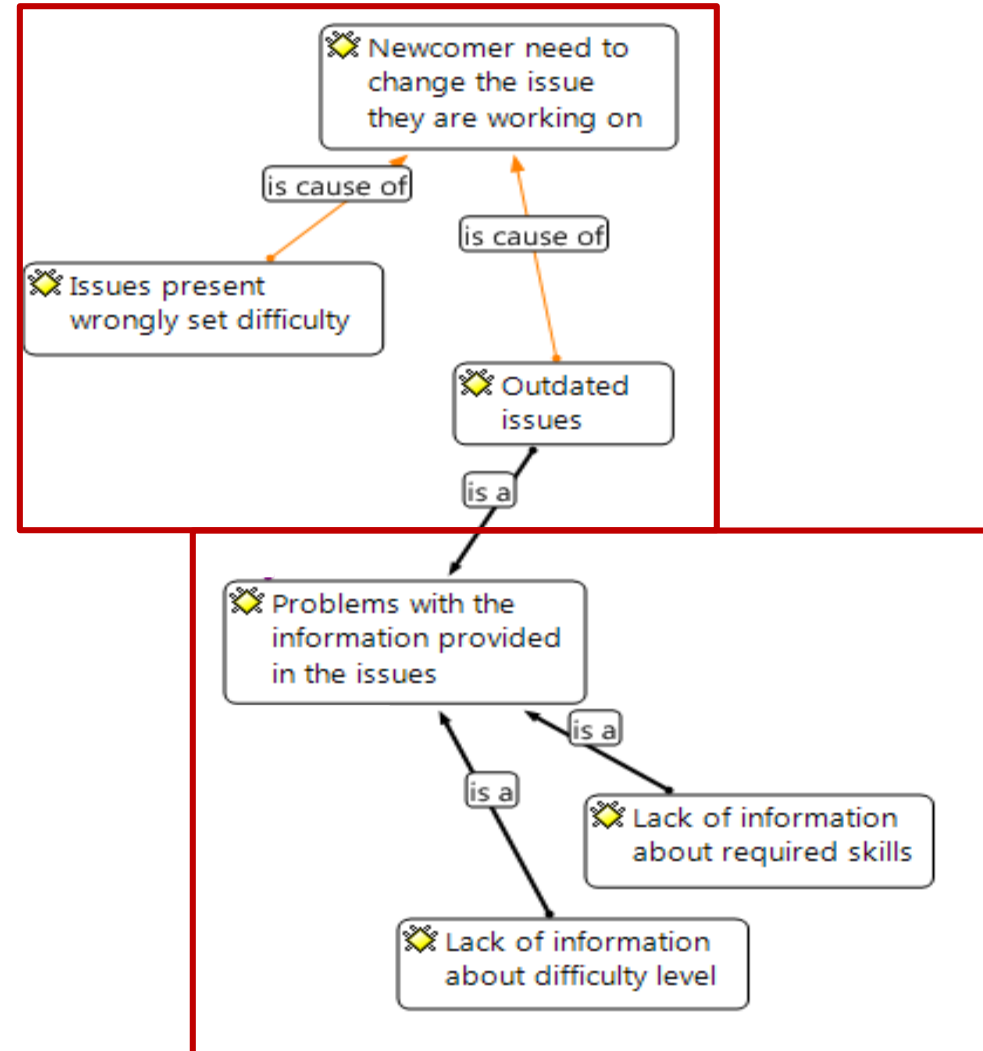 Newcomer need to
change the issue
they are working on
is cause of
is cause of
Issues present
wrongly set difficulty
Outdated
issues
is a
Problems with the
information provided
in the issues
is a
is a
Lack of information
about required skills
Lack of information
about difficulty level